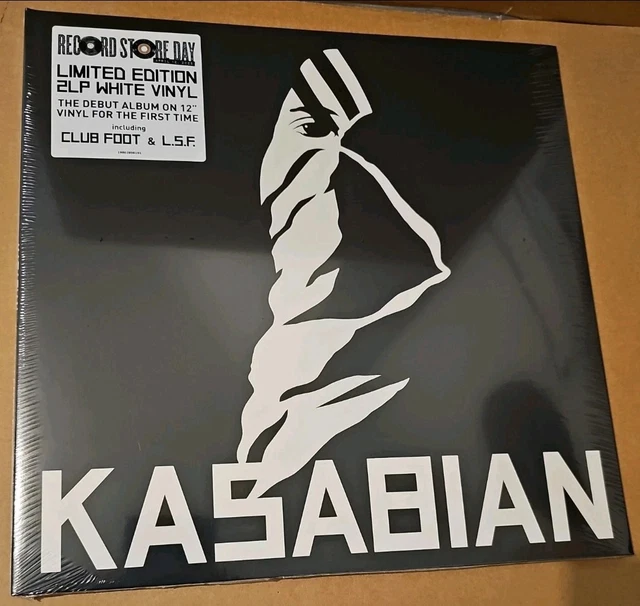 RECORD STORE DAY
LIMITED EDITION
2LP WHITE VINYL
THE DEBUT ALBUM ON 12"
VINYL FOR THE FIRST TIME
including
CLUB FOOT & L.S.F.
KASABIAN